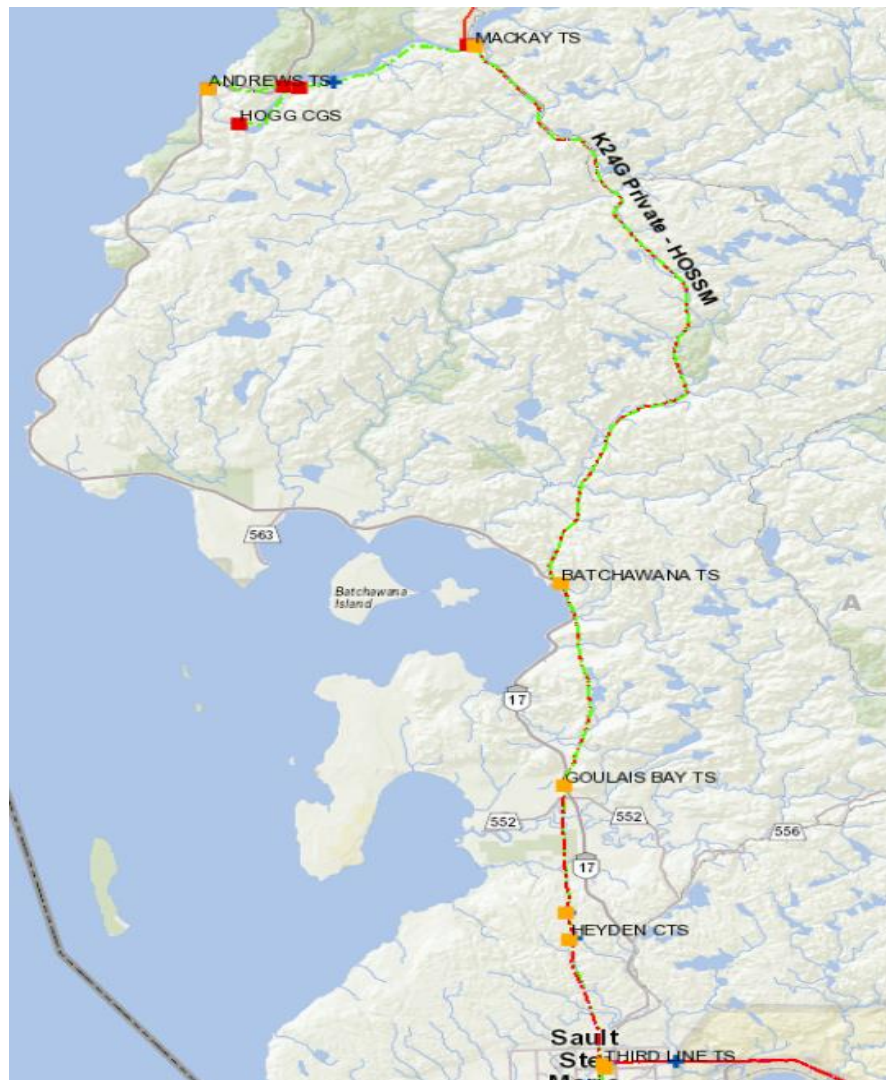 MACKAY TS
ANDREWS TS
HOGG CGS
K24G Private - HOSSM
563
BATCHAWANA TS
Batchawana
Island
A
17
GOULAIS BAY TS
552
552
556
17
HEYDEN CTS
Sault
Ste
THIRD LINE TS